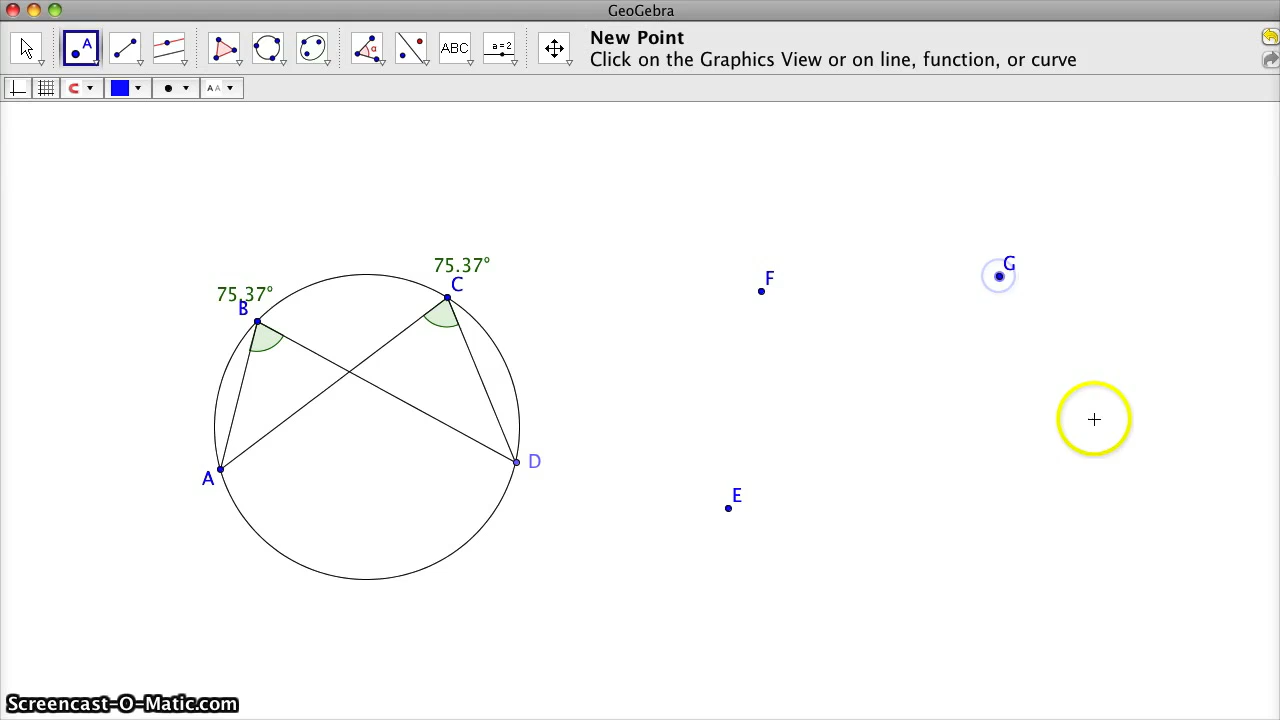 GeoGebra
A
α
ABC
a=2
New Point
Click on the Graphics View or on line, function, or curve
A A
75.37°
C
75.37°
B
G
F
A
D
E
Screencast-O-Matic.com